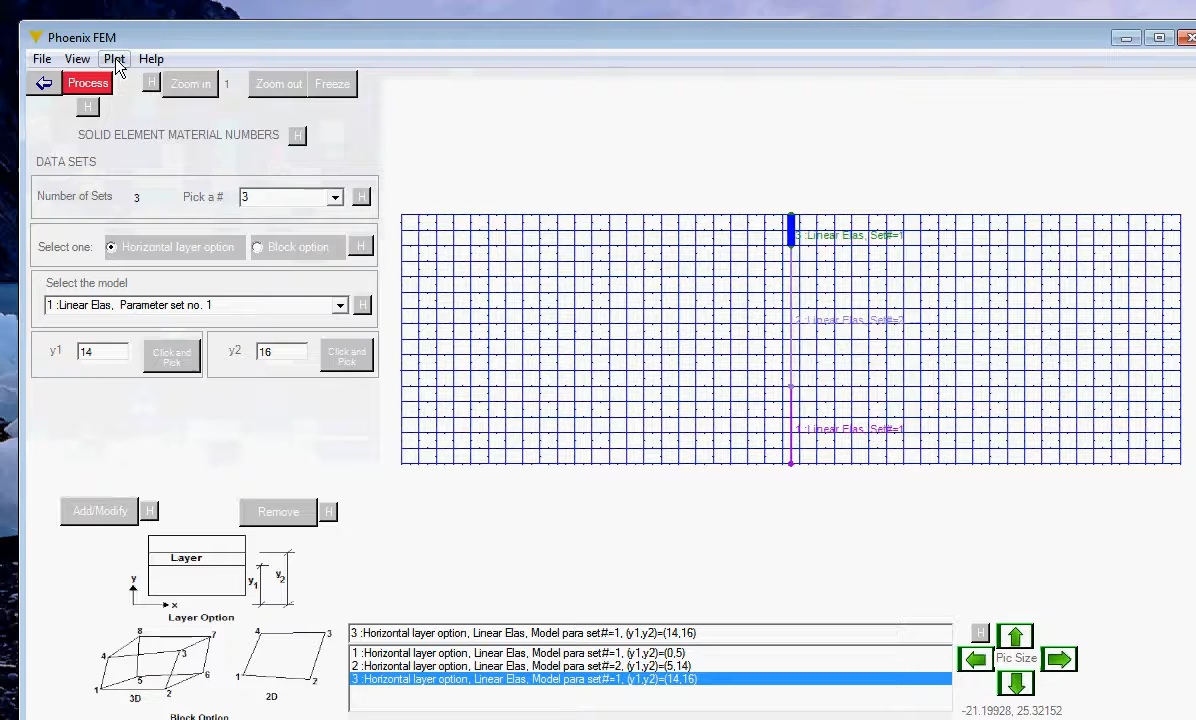 Phoenix FEM
File View Plot Help
Process H Zoom in 1 Zoom out Freeze
H
SOLID ELEMENT MATERIAL NUMBERS H
DATA SETS
Number of Sets 3 Pick a # 3 H
Select one: Horizontal layer option Block option H
Select the model
1 :Linear Elas, Parameter set no. 1 H
y1 14 Click and Pick y2 16 Click and Pick
3 :Linear Elas, Set#=1
2 :Linear Elas, Set#=2
1 :Linear Elas, Set#=1
Add/Modify H Remove H
Layer
y
x
y1
y2
Layer Option
8 7
4 3
5 6
1 2
3D
4 3
1 2
2D
Block Option
3 :Horizontal layer option, Linear Elas, Model para set#=1, (y1,y2)=(14,16)
1 :Horizontal layer option, Linear Elas, Model para set#=1, (y1,y2)=(0,5)
2 :Horizontal layer option, Linear Elas, Model para set#=2, (y1,y2)=(5,14)
3 :Horizontal layer option, Linear Elas, Model para set#=1, (y1,y2)=(14,16)
H
Pic Size
-21.19928, 25.32152